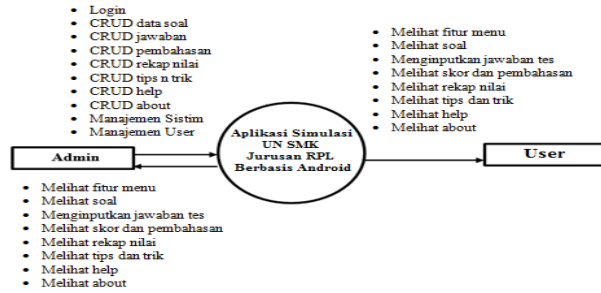 • Login
• CRUD data soal
• CRUD jawaban
• CRUD pembahasan
• CRUD rekap nilai
• CRUD tips n trik
• CRUD help
• CRUD about
• Manajemen Sistim
• Manajemen User
Admin
• Melihat fitur menu
• Melihat soal
• Menginputkan jawaban tes
• Melihat skor dan pembahasan
• Melihat rekap nilai
• Melihat tips dan trik
• Melihat help
• Melihat about
Aplikasi Simulasi
UN SMK
Jurusan RPL
Berbasis Android
• Melihat fitur menu
• Melihat soal
• Menginputkan jawaban tes
• Melihat skor dan pembahasan
• Melihat rekap nilai
• Melihat tips dan trik
• Melihat help
• Melihat about
User